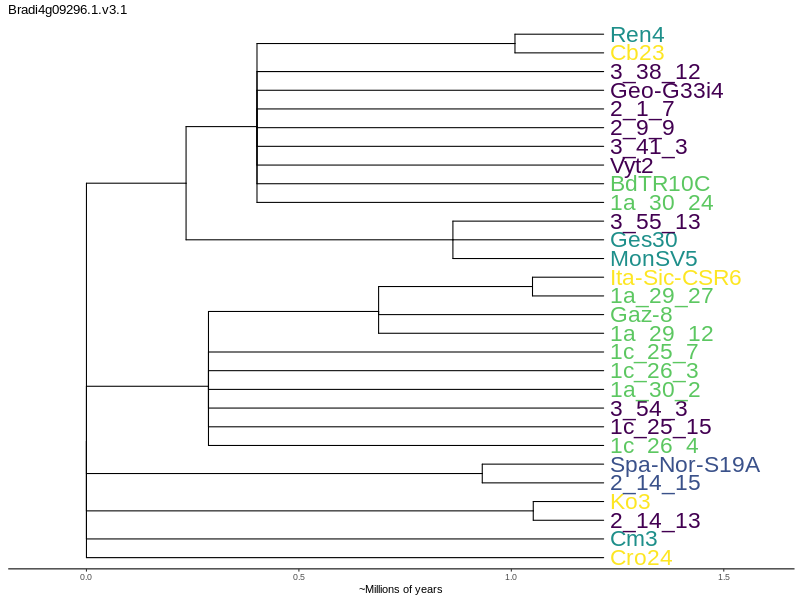 Bradi4g09296.1.v3.1
Ren4
Cb23
3_38_12
Geo-G33i4
2_1_7
2_9_9
3_41_3
Vyt2
BdTR10C
1a_30_24
3_55_13
Ges30
MonSV5
Ita-Sic-CSR6
1a_29_27
Gaz-8
1a_29_12
1c_25_7
1c_26_3
1a_30_2
3_54_3
1c_25_15
1c_26_4
Spa-Nor-S19A
2_14_15
Ko3
2_14_13
Cm3
Cro24
0.0 0.5 1.0 1.5
~Millions of years